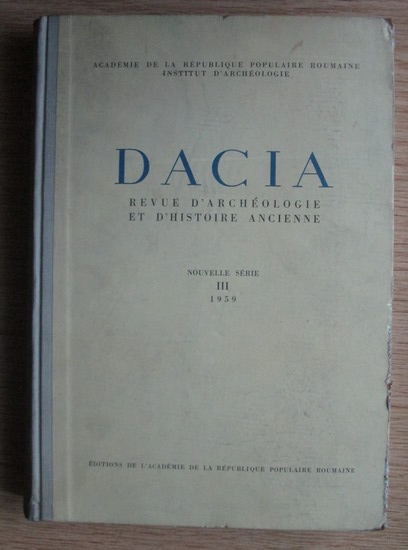 ACADÉMIE DE LA RÉPUBLIQUE POPULAIRE ROUMAINE
INSTITUT D'ARCHÉOLOGIE
DACIA
REVUE D'ARCHÉOLOGIE
ET D'HISTOIRE ANCIENNE
NOUVELLE SÉRIE
III
1959
ÉDITIONS DE L'ACADÉMIE DE LA RÉPUBLIQUE POPULAIRE ROUMAINE